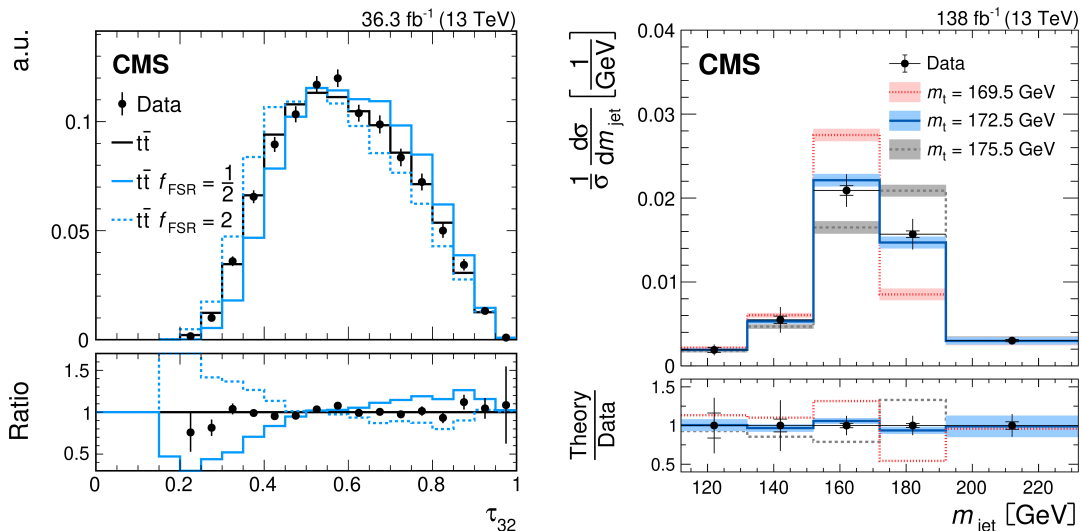 36.3 fb⁻¹ (13 TeV)
a.u.
CMS
Data
tt̄
tt̄ f_FSR = 1/2
tt̄ f_FSR = 2
0.1
0.05
0
Ratio
1.5
1
0.5
0 0.2 0.4 0.6 0.8 1
τ₃₂
138 fb⁻¹ (13 TeV)
1/σ dσ/dm_jet [1/GeV]
CMS
Data
m_t = 169.5 GeV
m_t = 172.5 GeV
m_t = 175.5 GeV
0.04
0.03
0.02
0.01
0
Theory
Data
1.5
1
0.5
120 140 160 180 200 220
m_jet [GeV]